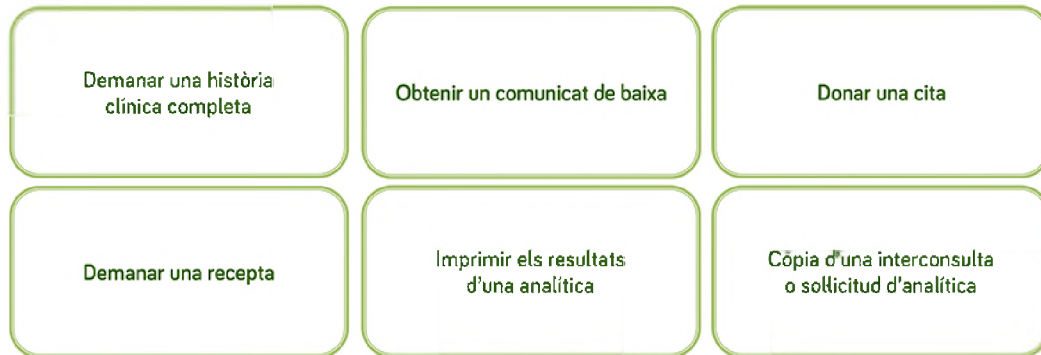 Demanar una història
clínica completa
Obtenir un comunicat de baixa
Donar una cita
Demanar una recepta
Imprimir els resultats
d'una analítica
Còpia d'una interconsulta
o sol·licitud d'analítica